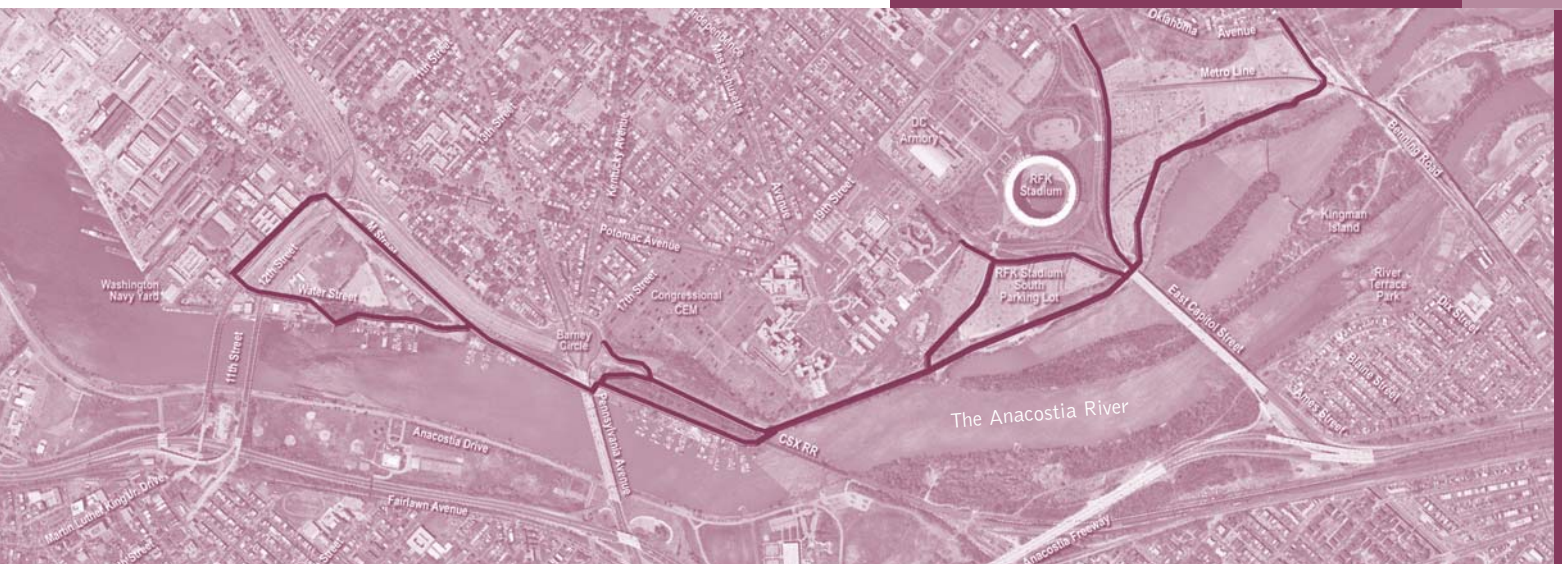 Independence
Massachusetts
Oklahoma
Avenue
Metro Line
Benning Road
DC
Armory
RFK
Stadium
Kentucky Avenue
Avenue
19th Street
Kingman
Island
Potomac Avenue
M Street
12th Street
17th Street
Congressional
CEM
RFK Stadium
South
Parking Lot
River
Terrace
Park
Washington
Navy Yard
Water Street
East Capitol Street
Dix Street
Blaine Street
Ames Street
Barney
Circle
11th Street
The Anacostia River
Pennsylvania Avenue
CSX RR
Anacostia Drive
Fairlawn Avenue
Martin Luther King Jr. Drive
Street
Street
Anacostia Freeway